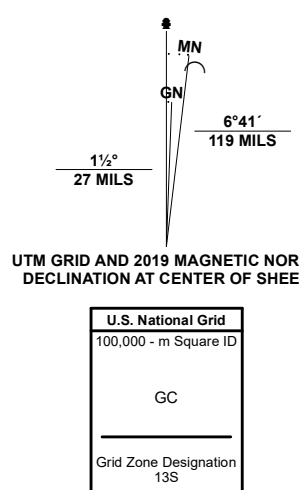 MN
GN
6°41´
119 MILS
1½°
27 MILS
UTM GRID AND 2019 MAGNETIC NOR
DECLINATION AT CENTER OF SHEE
U.S. National Grid
100,000 - m Square ID
GC
Grid Zone Designation
13S